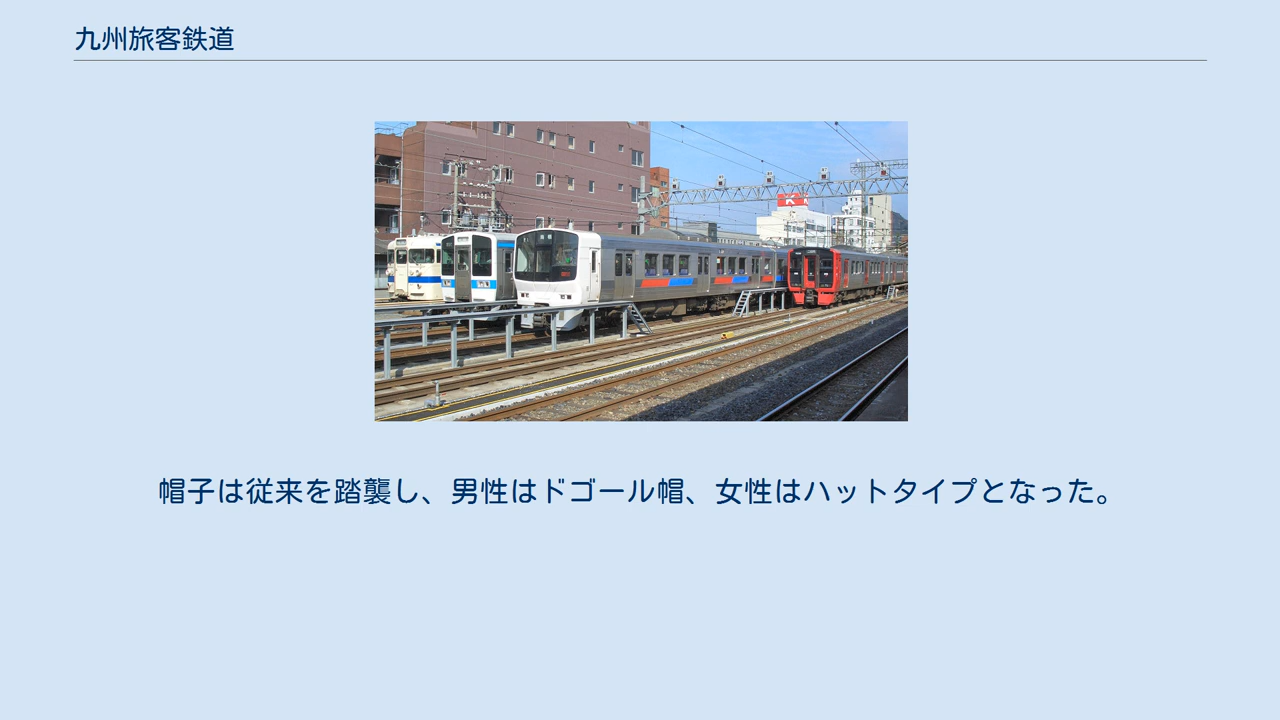 九州旅客鉄道
K
帽子は従来を踏襲し、男性はドゴール帽、女性はハットタイプとなった。